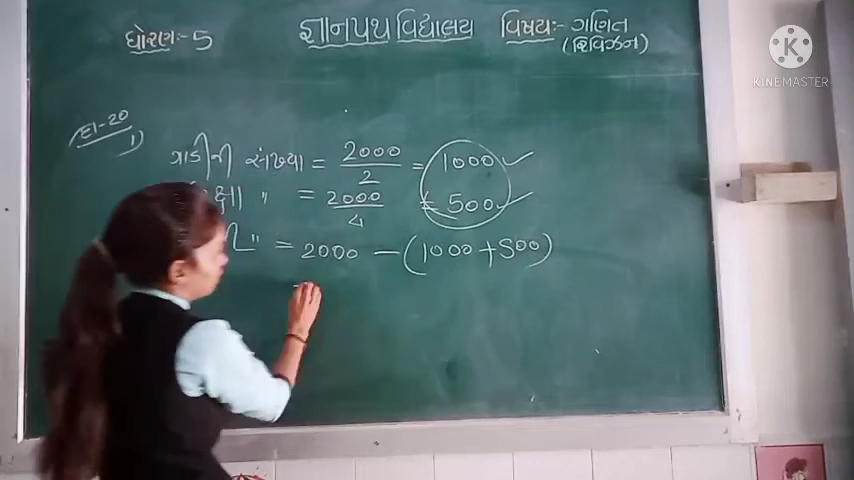 ધોરણ:- 5 જ્ઞાનપથ વિદ્યાલય વિષય:- ગણિત
(રિવિઝન)
દા-20
1)
ગાડીની સંખ્યા = 2000/2 = 1000 ✓
ક્ષા " = 2000/4 = 500 ✓
" = 2000 - (1000 + 500)
K
KINEMASTER